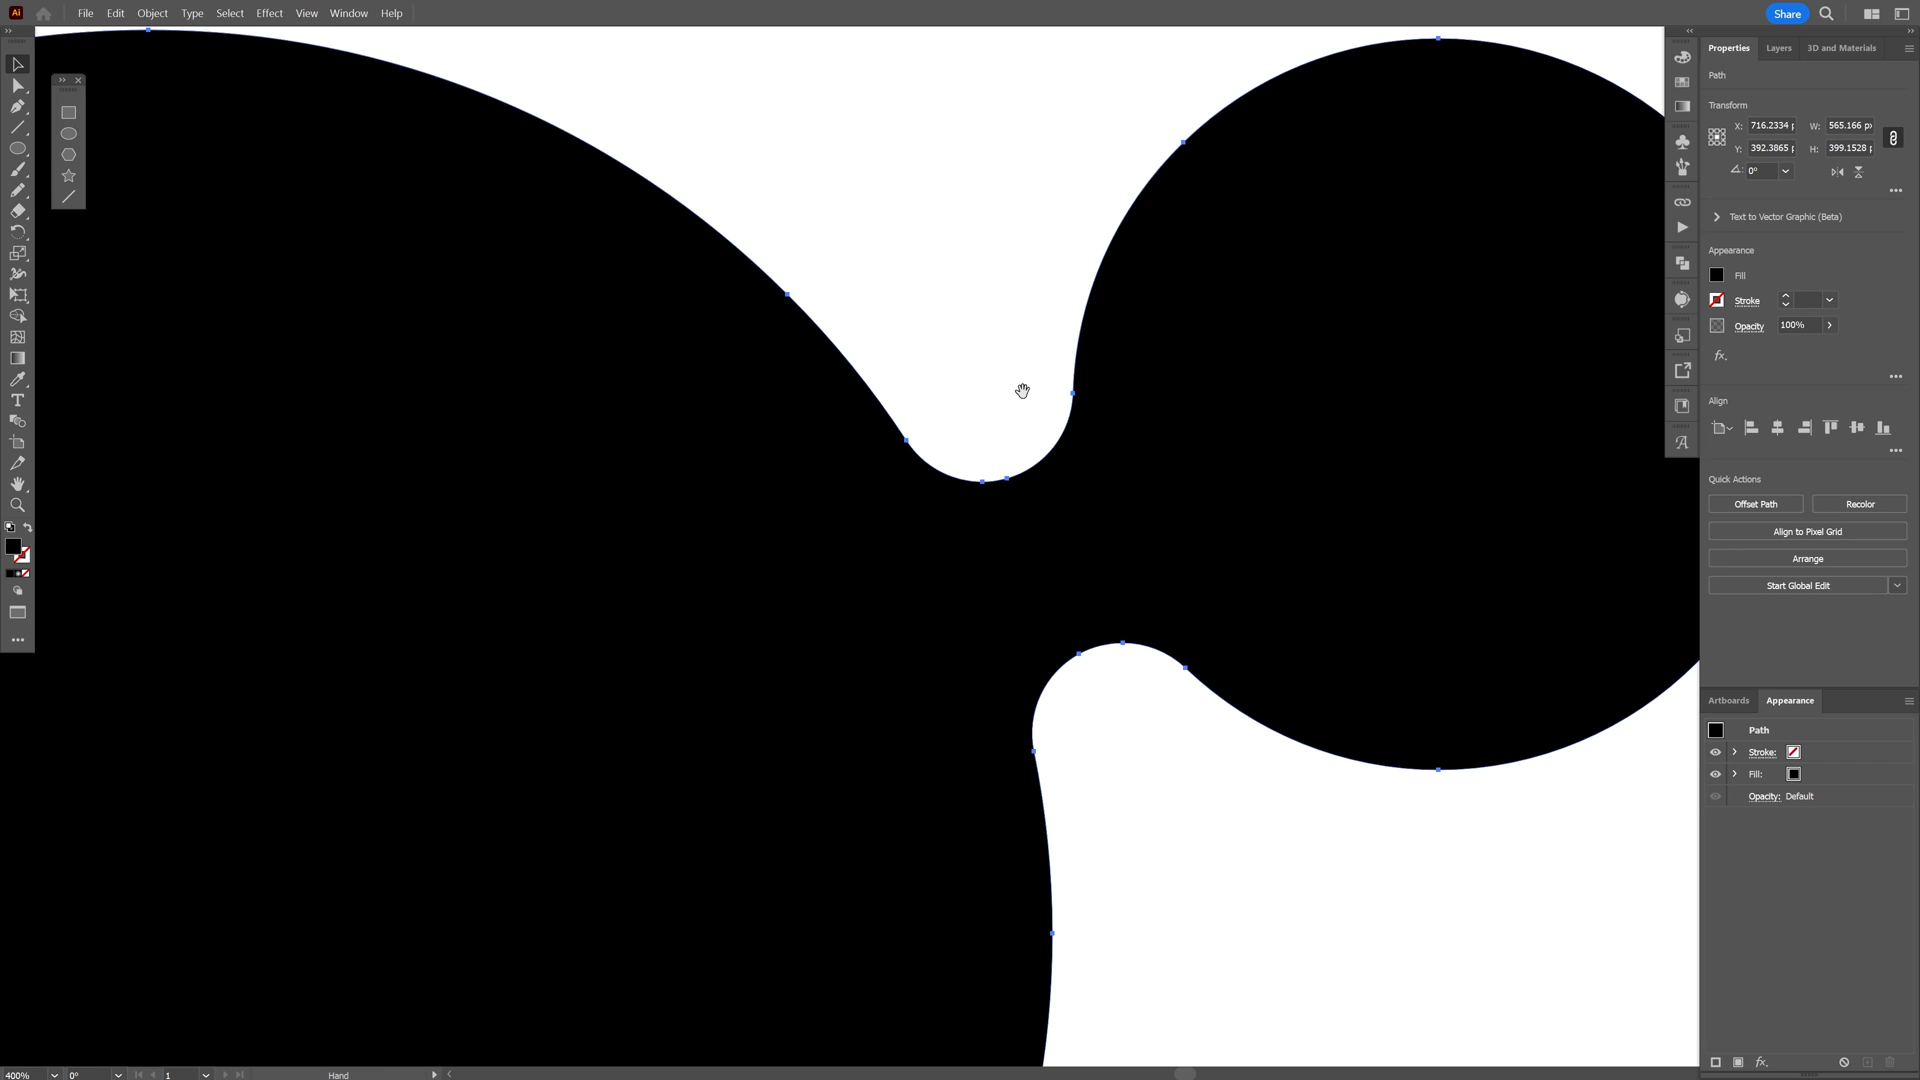 Ai File Edit Object Type Select Effect View Window Help Share
Properties Layers 3D and Materials
Path
Transform
X: 716.2334 W: 565.166 px
Y: 392.3865 H: 399.1528
0°
Text to Vector Graphic (Beta)
Appearance
Fill
Stroke
Opacity 100%
fx.
Align
Quick Actions
Offset Path Recolor
Align to Pixel Grid
Arrange
Start Global Edit
Artboards Appearance
Path
Stroke:
Fill:
Opacity: Default
fx.
400% 0° 1 Hand